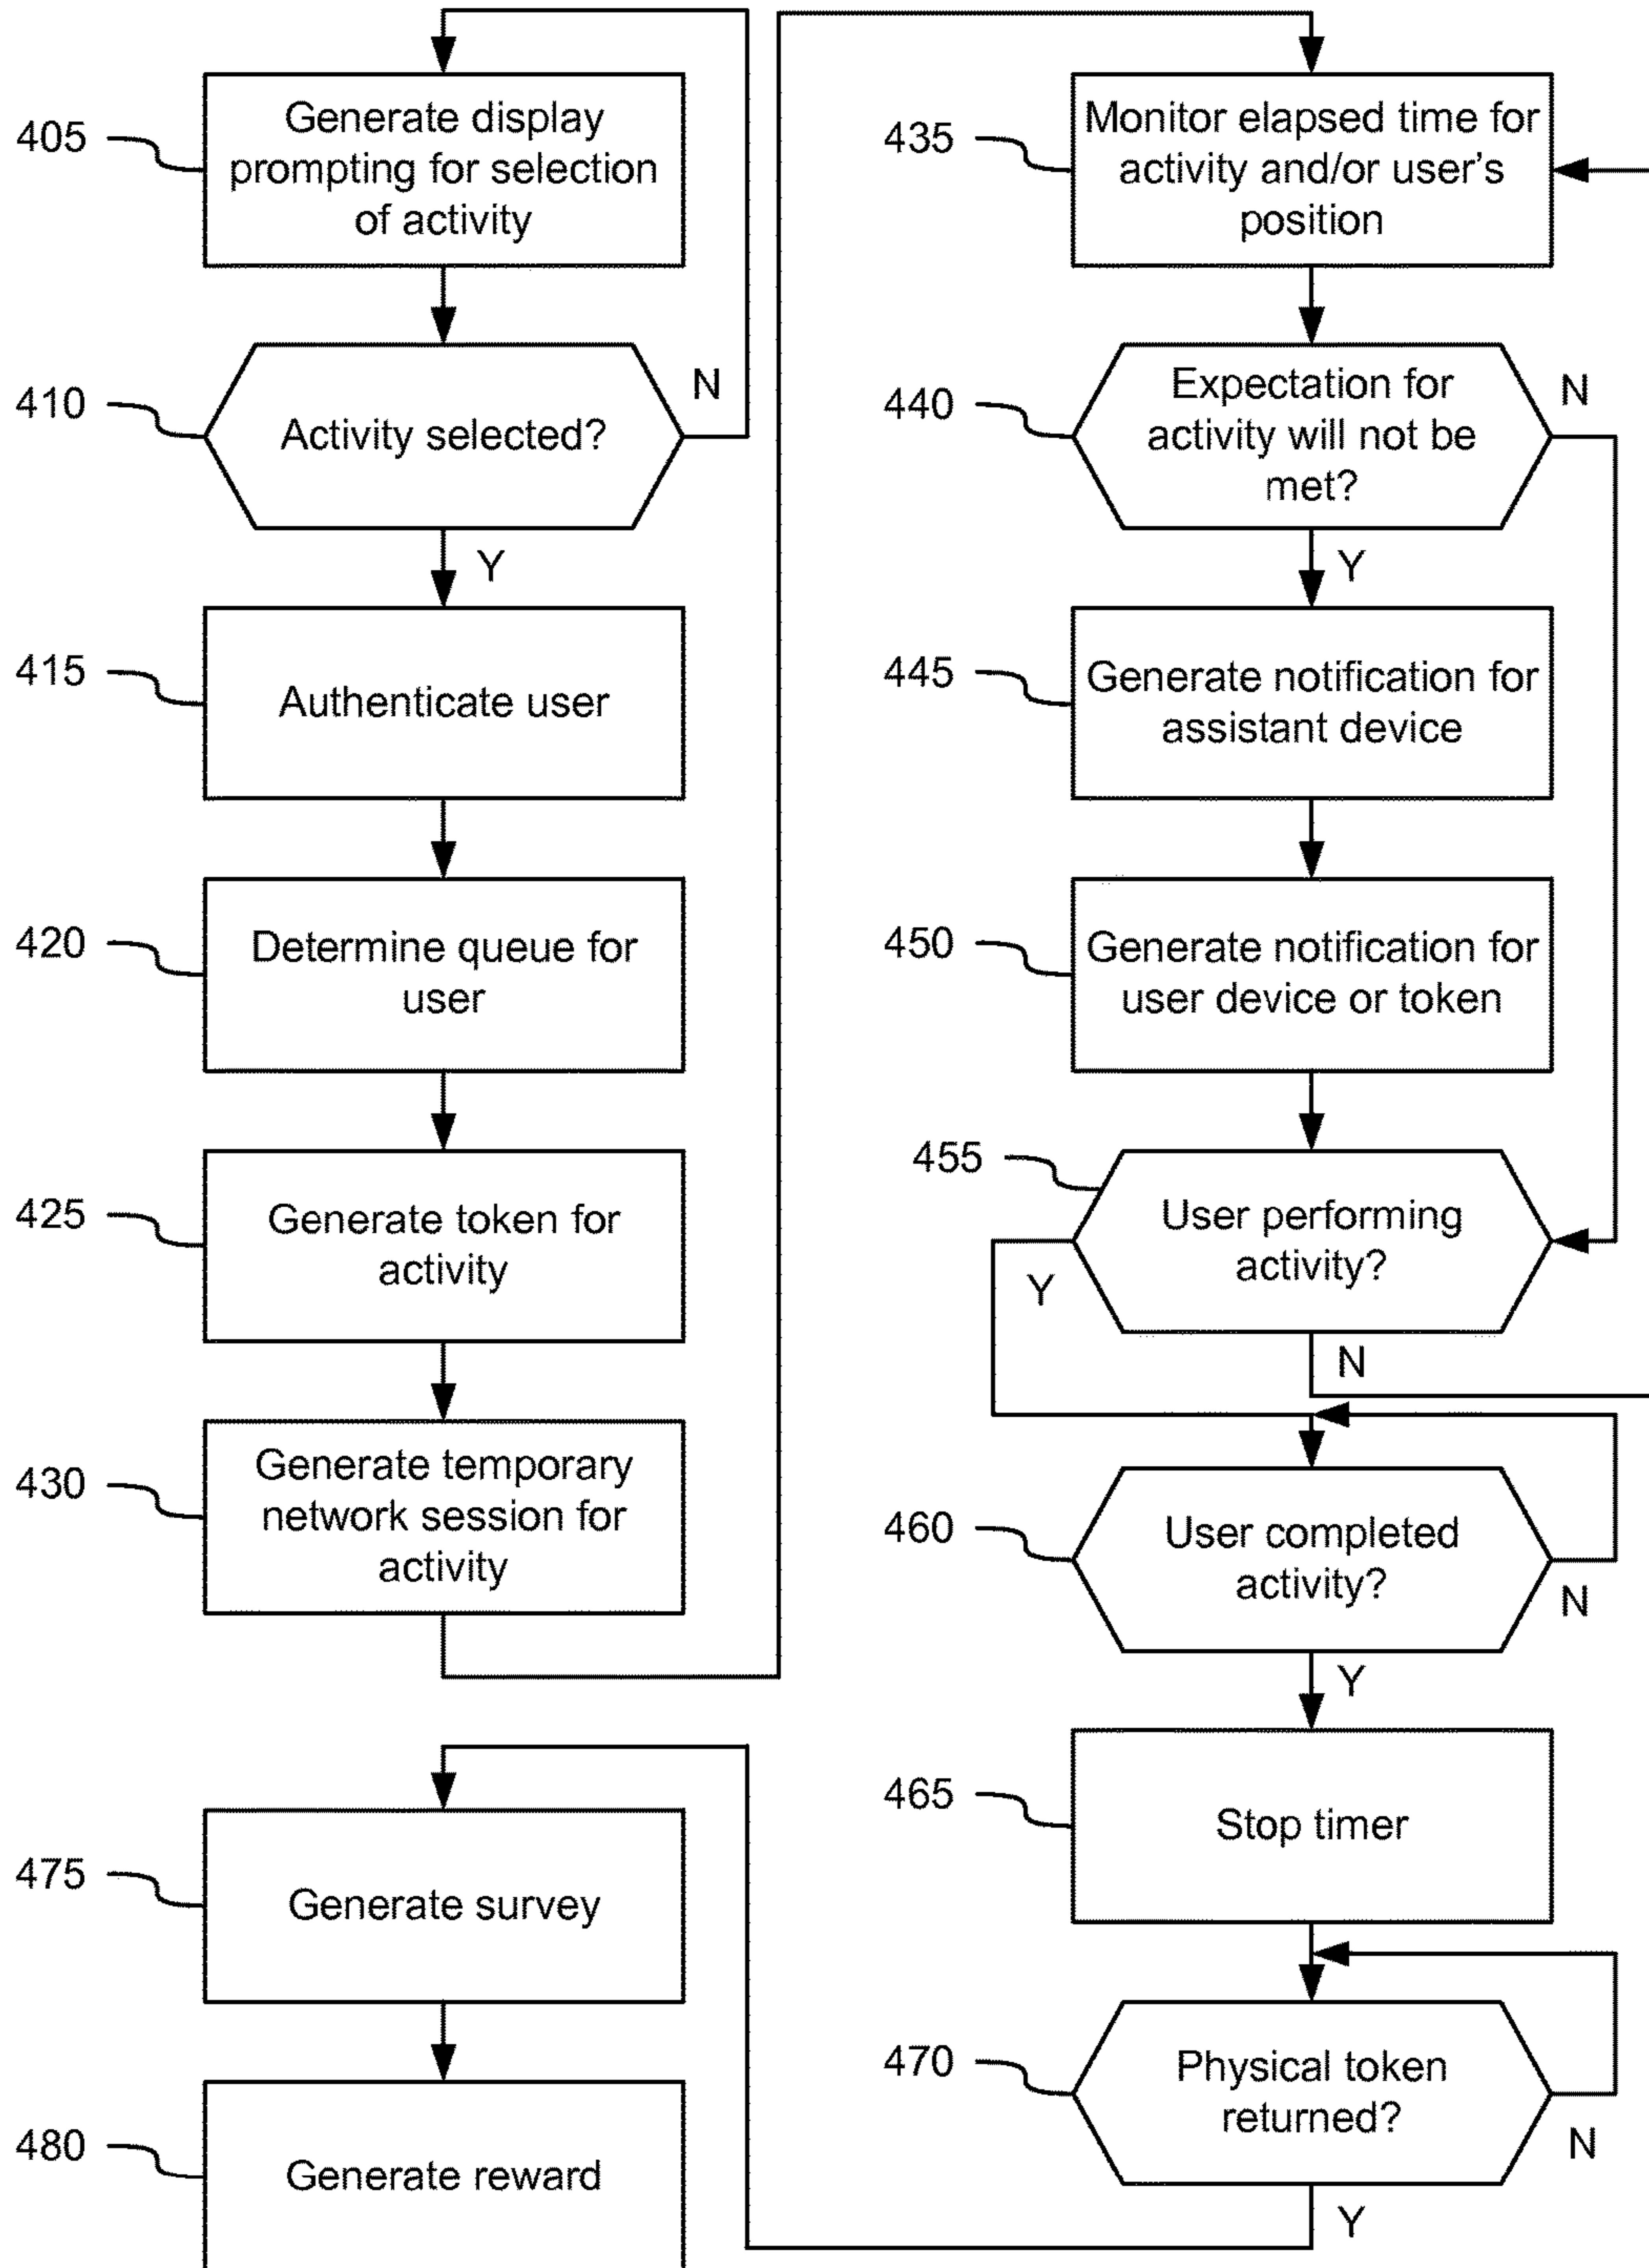 405
Generate display
prompting for selection
of activity
410
Activity selected?
N
Y
415
Authenticate user
420
Determine queue for
user
425
Generate token for
activity
430
Generate temporary
network session for
activity
435
Monitor elapsed time for
activity and/or user's
position
440
Expectation for
activity will not be
met?
N
Y
445
Generate notification for
assistant device
450
Generate notification for
user device or token
455
User performing
activity?
Y
N
460
User completed
activity?
N
Y
465
Stop timer
470
Physical token
returned?
N
Y
475
Generate survey
480
Generate reward